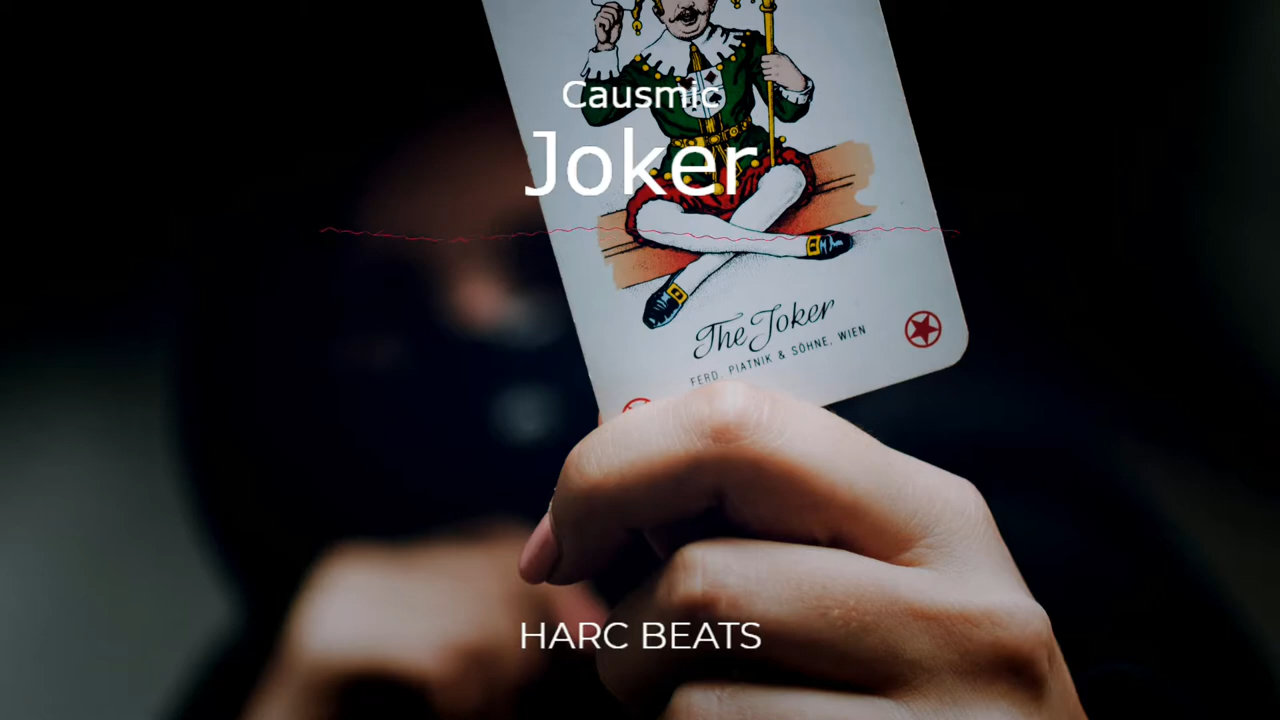 Causmic
Joker
The Joker
FERD. PIATNIK & SÖHNE, WIEN
HARC BEATS